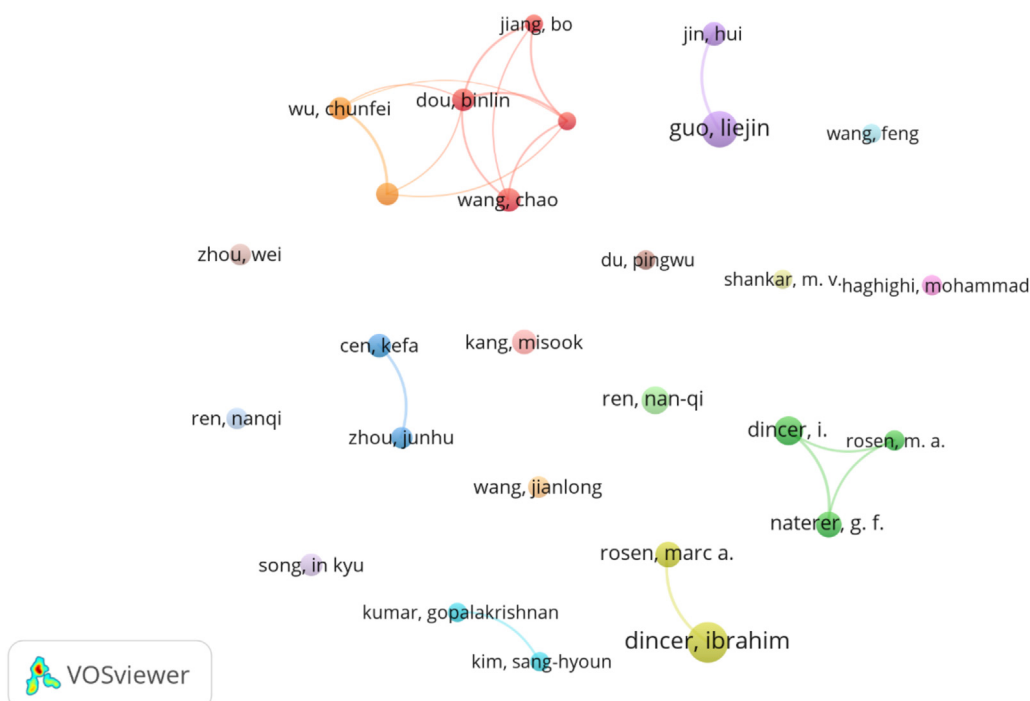 jiang, bo
jin, hui
wu, chunfei
dou, binlin
guo, liejin
wang, feng
wang, chao
zhou, wei
du, pingwu
shankar, m. v.
haghighi, mohammad
cen, kefa
kang, misook
ren, nan-qi
ren, nanqi
zhou, junhu
dincer, i.
rosen, m. a.
wang, jianlong
naterer, g. f.
rosen, marc a.
song, in kyu
kumar, gopalakrishnan
dincer, ibrahim
kim, sang-hyoun
VOSviewer